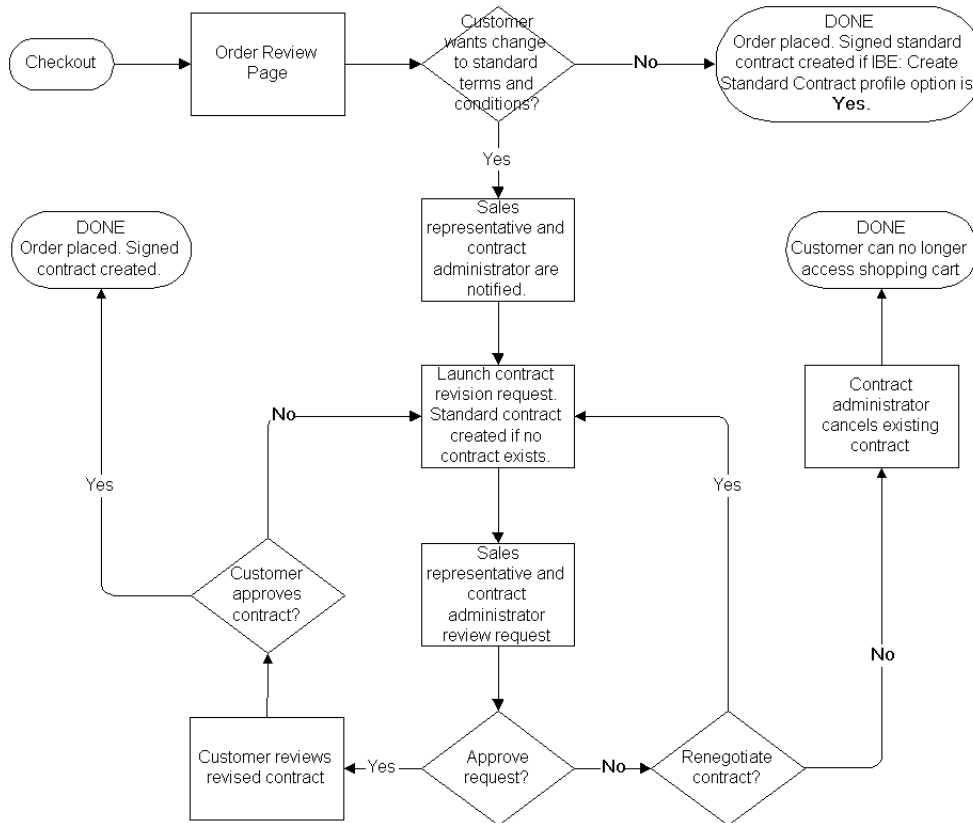 Checkout
Order Review
Page
Customer
wants change
to standard
terms and
conditions?
No
DONE
Order placed. Signed standard
contract created if IBE: Create
Standard Contract profile option is
Yes.
Yes
Sales
representative and
contract
administrator are
notified.
DONE
Order placed. Signed
contract created.
DONE
Customer can no longer
access shopping cart
Launch contract
revision request.
Standard contract
created if no
contract exists.
Contract
administrator
cancels existing
contract
No
Yes
Yes
Sales
representative and
contract
administrator
review request
Customer
approves
contract?
No
Customer reviews
revised contract
Yes
Approve
request?
No
Renegotiate
contract?